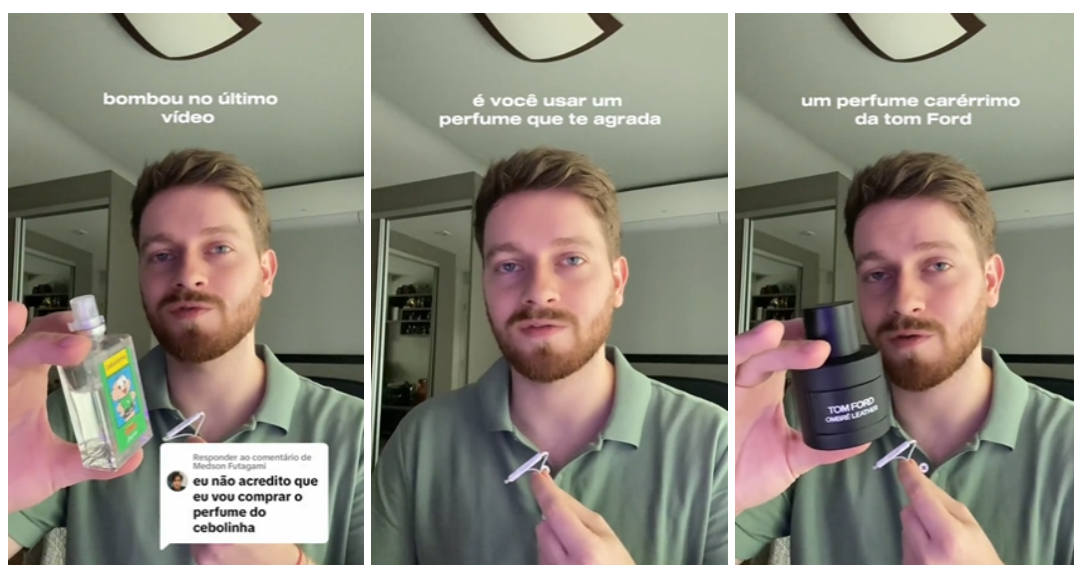 bombou no último
vídeo
Responder ao comentário de
Medson Futagami
eu não acredito que
eu vou comprar o
perfume do
cebolinha
é você usar um
perfume que te agrada
um perfume carérrimo
da tom Ford
TOM FORD
OMBRÉ LEATHER